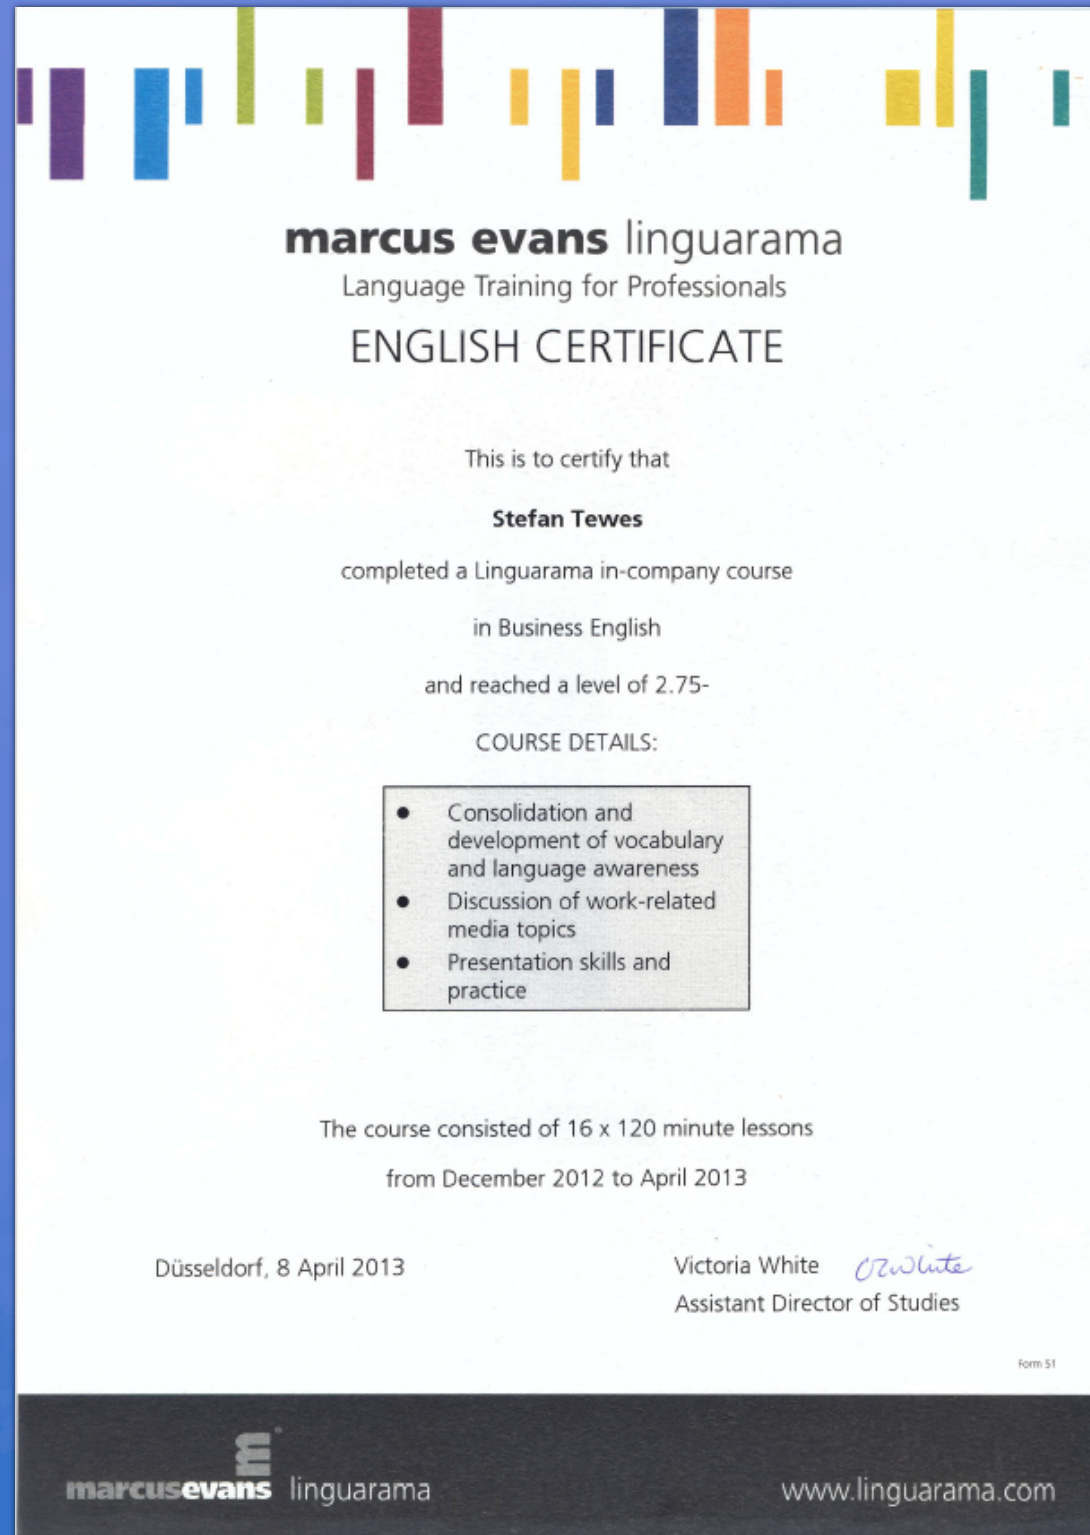 marcus evans linguarama
Language Training for Professionals
ENGLISH CERTIFICATE
This is to certify that
Stefan Tewes
completed a Linguarama in-company course
in Business English
and reached a level of 2.75-
COURSE DETAILS:
● Consolidation and
development of vocabulary
and language awareness
● Discussion of work-related
media topics
● Presentation skills and
practice
The course consisted of 16 x 120 minute lessons
from December 2012 to April 2013
Düsseldorf, 8 April 2013
Victoria White
Assistant Director of Studies
Form 51
marcusevans linguarama
www.linguarama.com